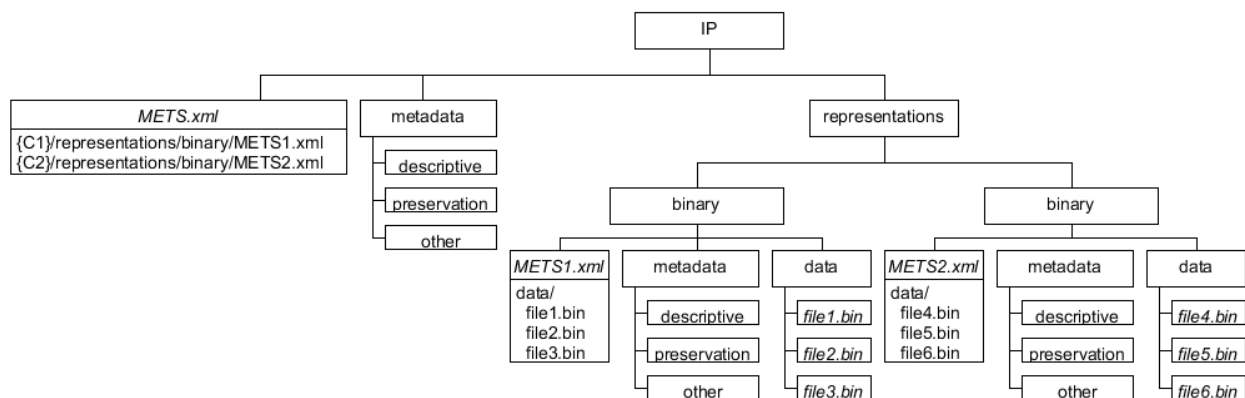 IP
METS.xml
{C1}/representations/binary/METS1.xml
{C2}/representations/binary/METS2.xml
metadata
descriptive
preservation
other
representations
binary
METS1.xml
data/
file1.bin
file2.bin
file3.bin
metadata
descriptive
preservation
other
data
file1.bin
file2.bin
file3.bin
binary
METS2.xml
data/
file4.bin
file5.bin
file6.bin
metadata
descriptive
preservation
other
data
file4.bin
file5.bin
file6.bin